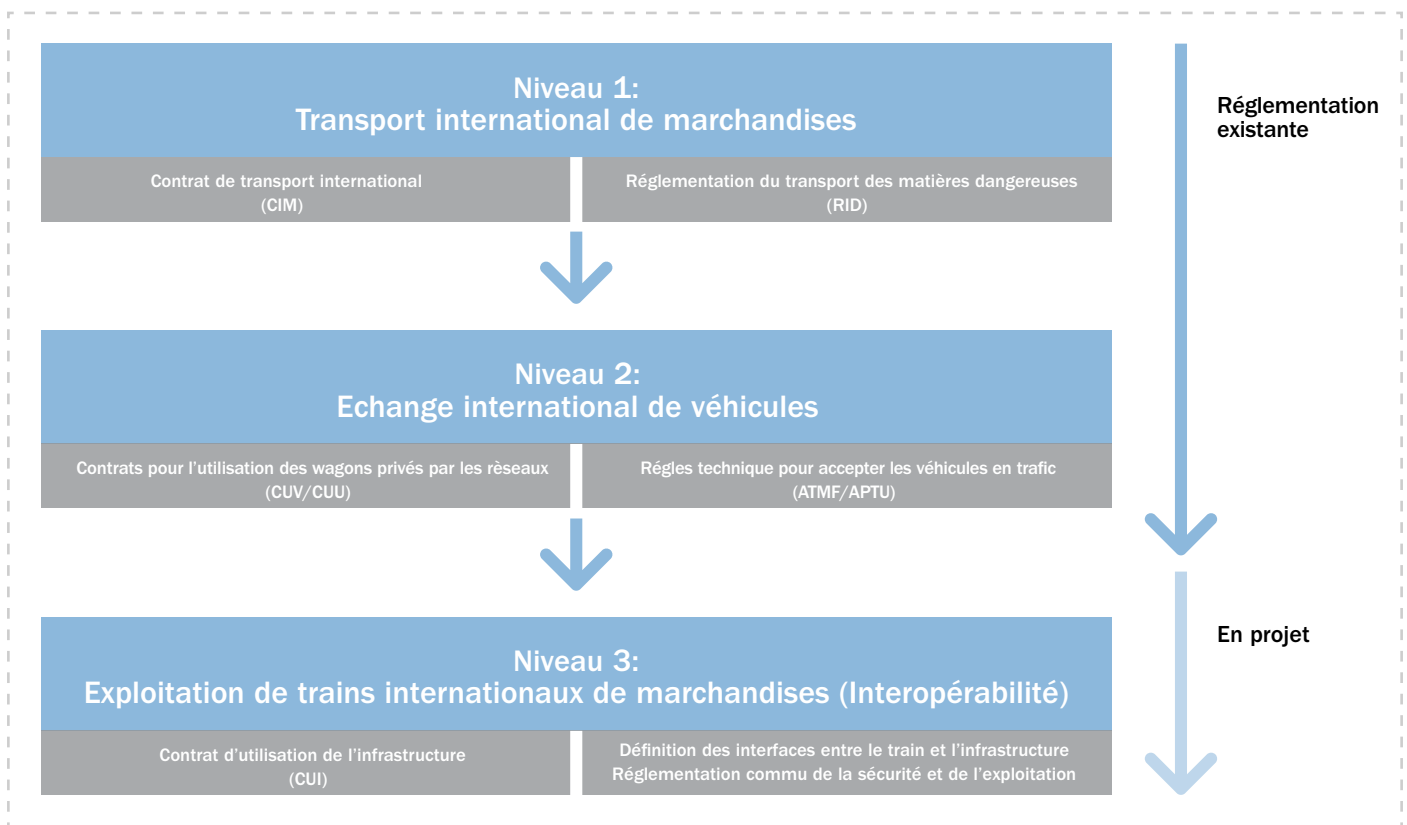 Niveau 1:
Transport international de marchandises
Contrat de transport international
(CIM)
Réglementation du transport des matières dangereuses
(RID)
Réglementation
existante
Niveau 2:
Echange international de véhicules
Contrats pour l'utilisation des wagons privés par les rèseaux
(CUV/CUU)
Régles technique pour accepter les véhicules en trafic
(ATMF/APTU)
Niveau 3:
Exploitation de trains internationaux de marchandises (Interopérabilité)
Contrat d'utilisation de l'infrastructure
(CUI)
Définition des interfaces entre le train et l'infrastructure
Réglementation commu de la sécurité et de l'exploitation
En projet